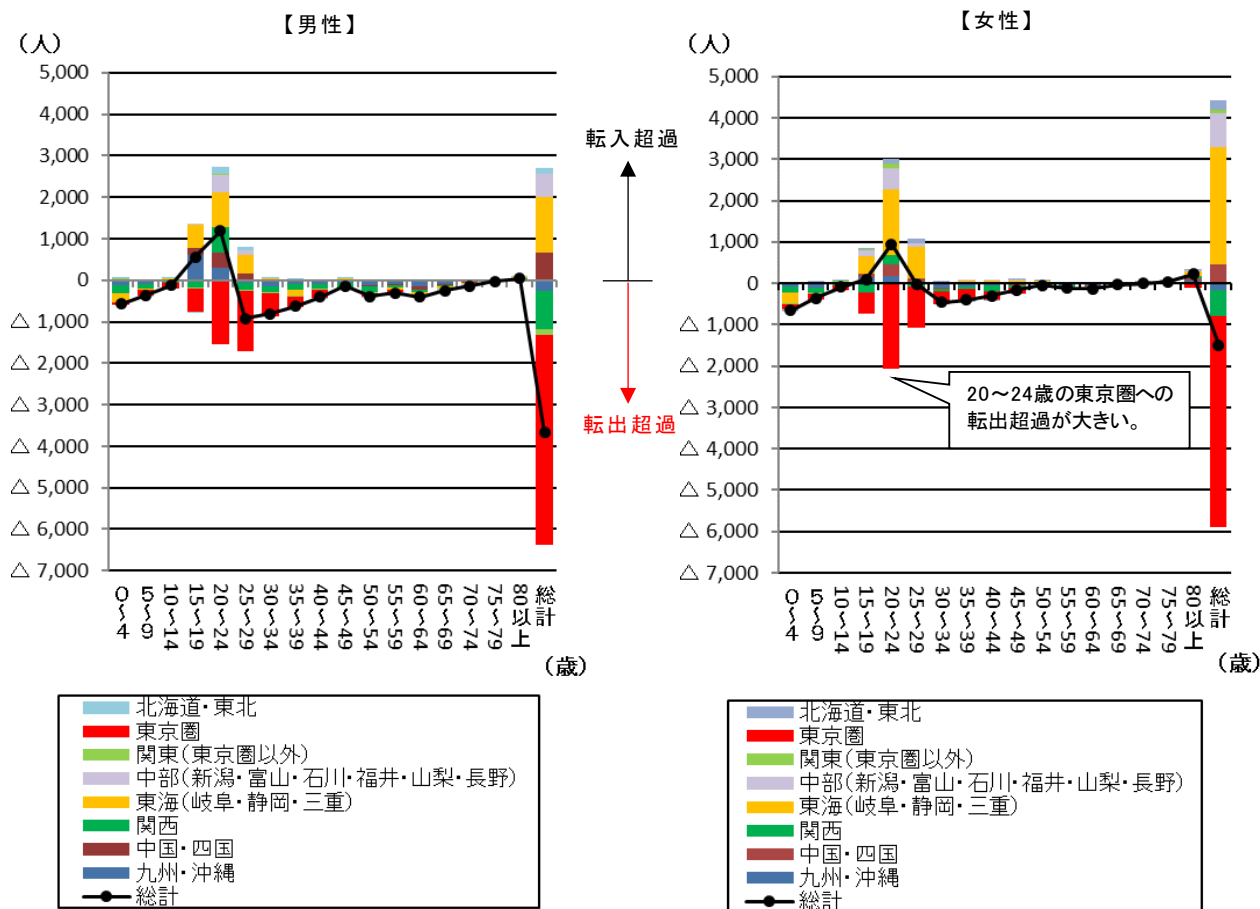 【男性】
(人)
5,000
4,000
3,000
2,000
1,000
0
△ 1,000
△ 2,000
△ 3,000
△ 4,000
△ 5,000
△ 6,000
△ 7,000
0~4
5~9
10~14
15~19
20~24
25~29
30~34
35~39
40~44
45~49
50~54
55~59
60~64
65~69
70~74
75~79
80以上
総計
(歳)
北海道・東北
東京圏
関東(東京圏以外)
中部(新潟・富山・石川・福井・山梨・長野)
東海(岐阜・静岡・三重)
関西
中国・四国
九州・沖縄
総計
転入超過
転出超過
【女性】
(人)
5,000
4,000
3,000
2,000
1,000
0
△ 1,000
△ 2,000
△ 3,000
△ 4,000
△ 5,000
△ 6,000
△ 7,000
20~24歳の東京圏への
転出超過が大きい。
0~4
5~9
10~14
15~19
20~24
25~29
30~34
35~39
40~44
45~49
50~54
55~59
60~64
65~69
70~74
75~79
80以上
総計
(歳)
北海道・東北
東京圏
関東(東京圏以外)
中部(新潟・富山・石川・福井・山梨・長野)
東海(岐阜・静岡・三重)
関西
中国・四国
九州・沖縄
総計